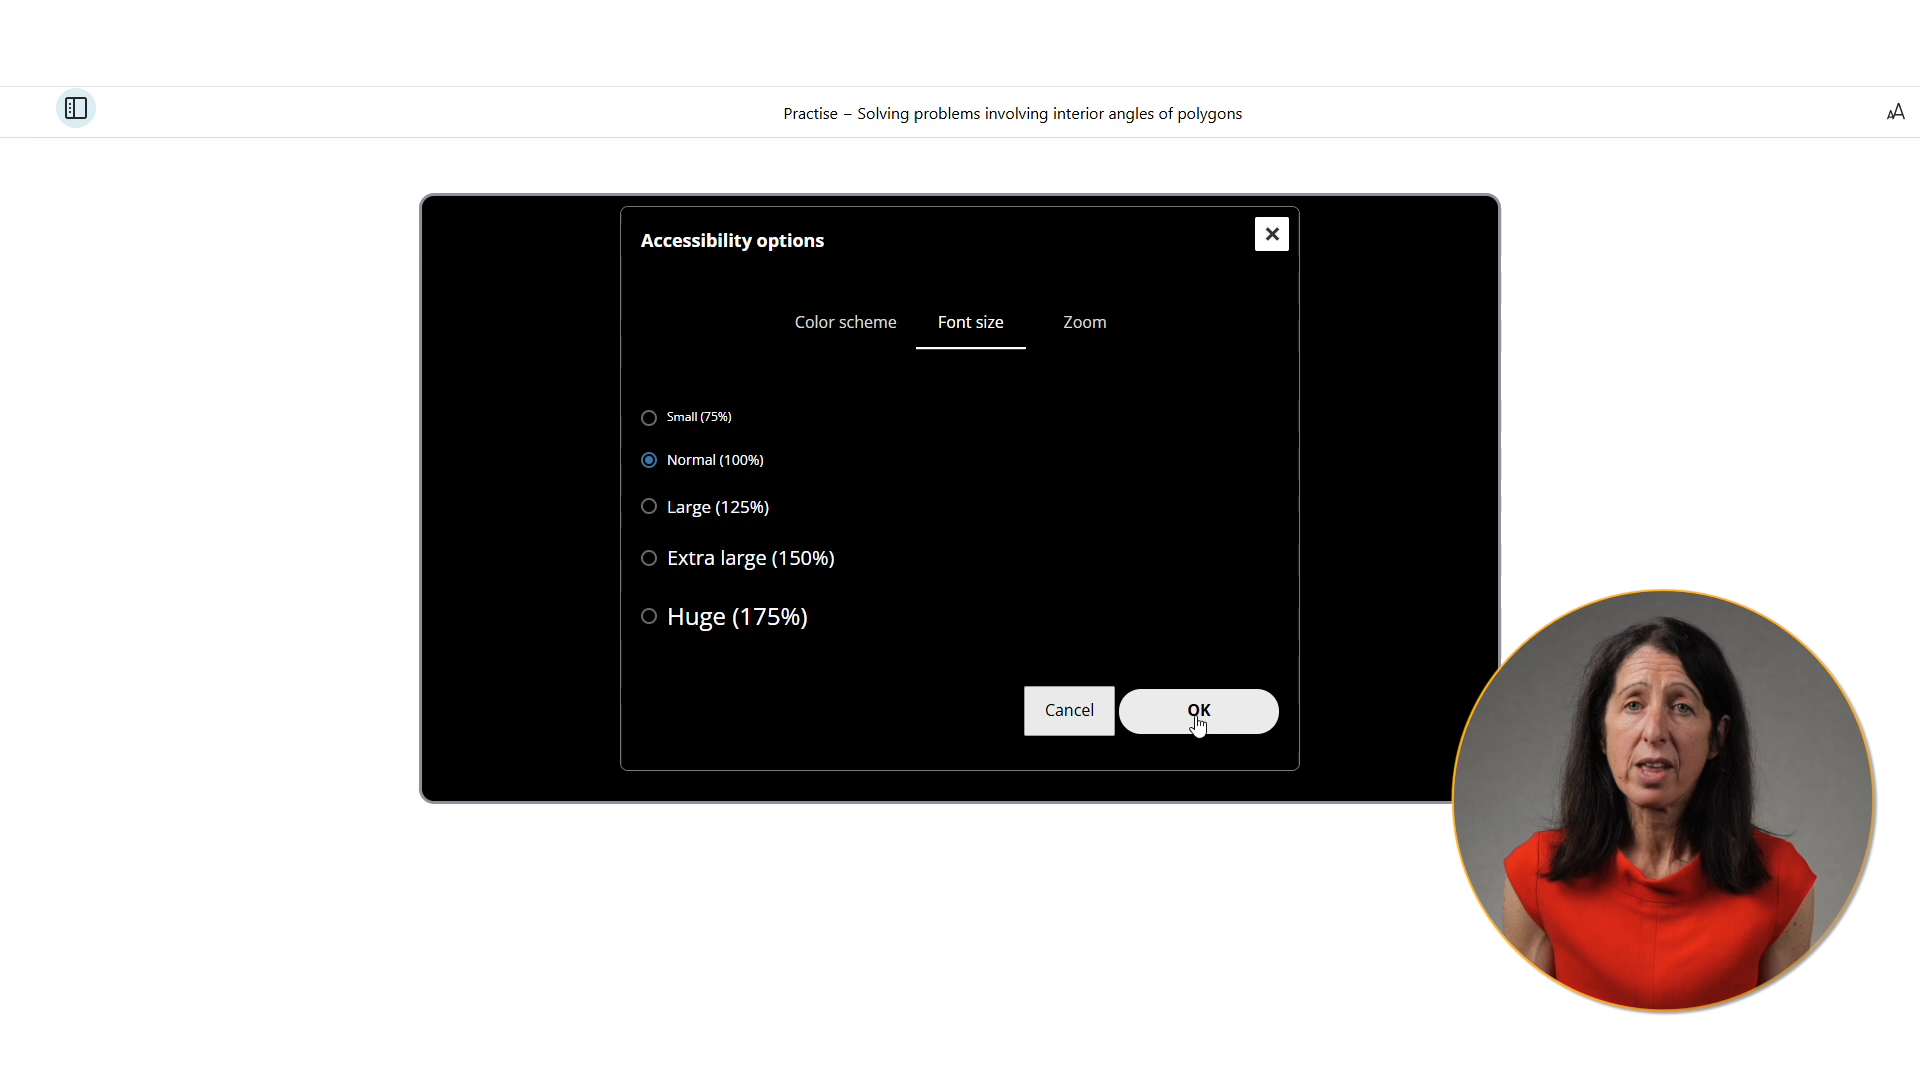 Practise – Solving problems involving interior angles of polygons
Accessibility options
Color scheme Font size Zoom
Small (75%)
Normal (100%)
Large (125%)
Extra large (150%)
Huge (175%)
Cancel OK